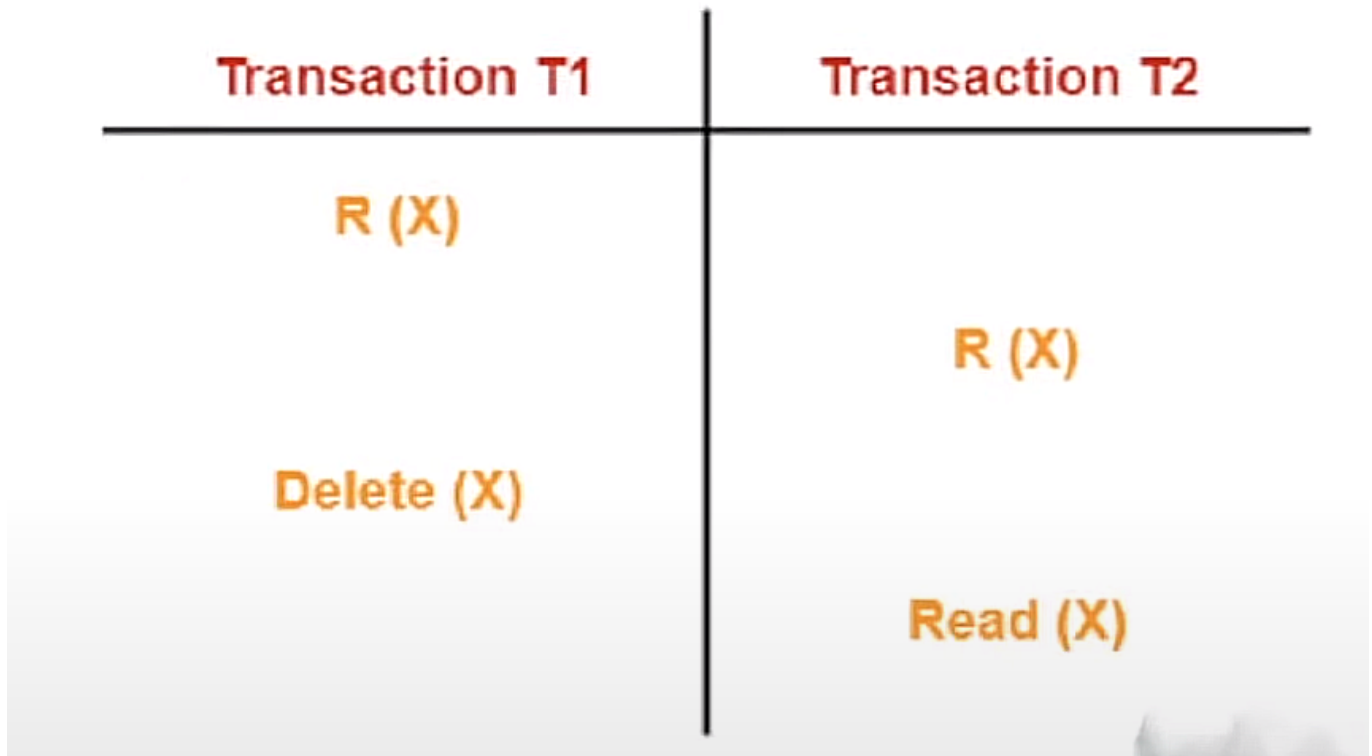 Transaction T1
Transaction T2
R (X)
R (X)
Delete (X)
Read (X)